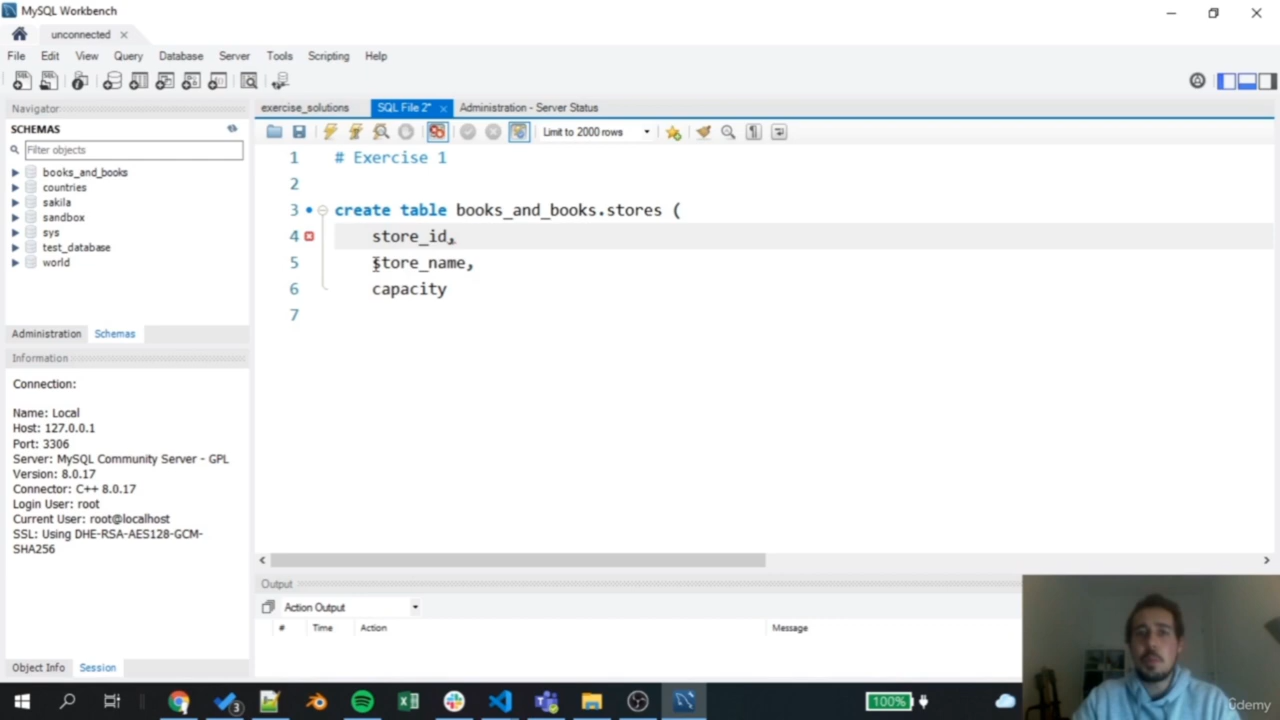 MySQL Workbench
unconnected
File Edit View Query Database Server Tools Scripting Help
Navigator
SCHEMAS
Filter objects
books_and_books
countries
sakila
sandbox
sys
test_database
world
Administration Schemas
Information
Connection:
Name: Local
Host: 127.0.0.1
Port: 3306
Server: MySQL Community Server - GPL
Version: 8.0.17
Connector: C++ 8.0.17
Login User: root
Current User: root@localhost
SSL: Using DHE-RSA-AES128-GCM-
SHA256
Object Info Session
exercise_solutions SQL File 2* Administration - Server Status
Limit to 2000 rows
1 # Exercise 1
2
3 create table books_and_books.stores (
4 store_id,
5 store_name,
6 capacity
7
Output
Action Output
# Time Action Message
3
100%
ûdemy